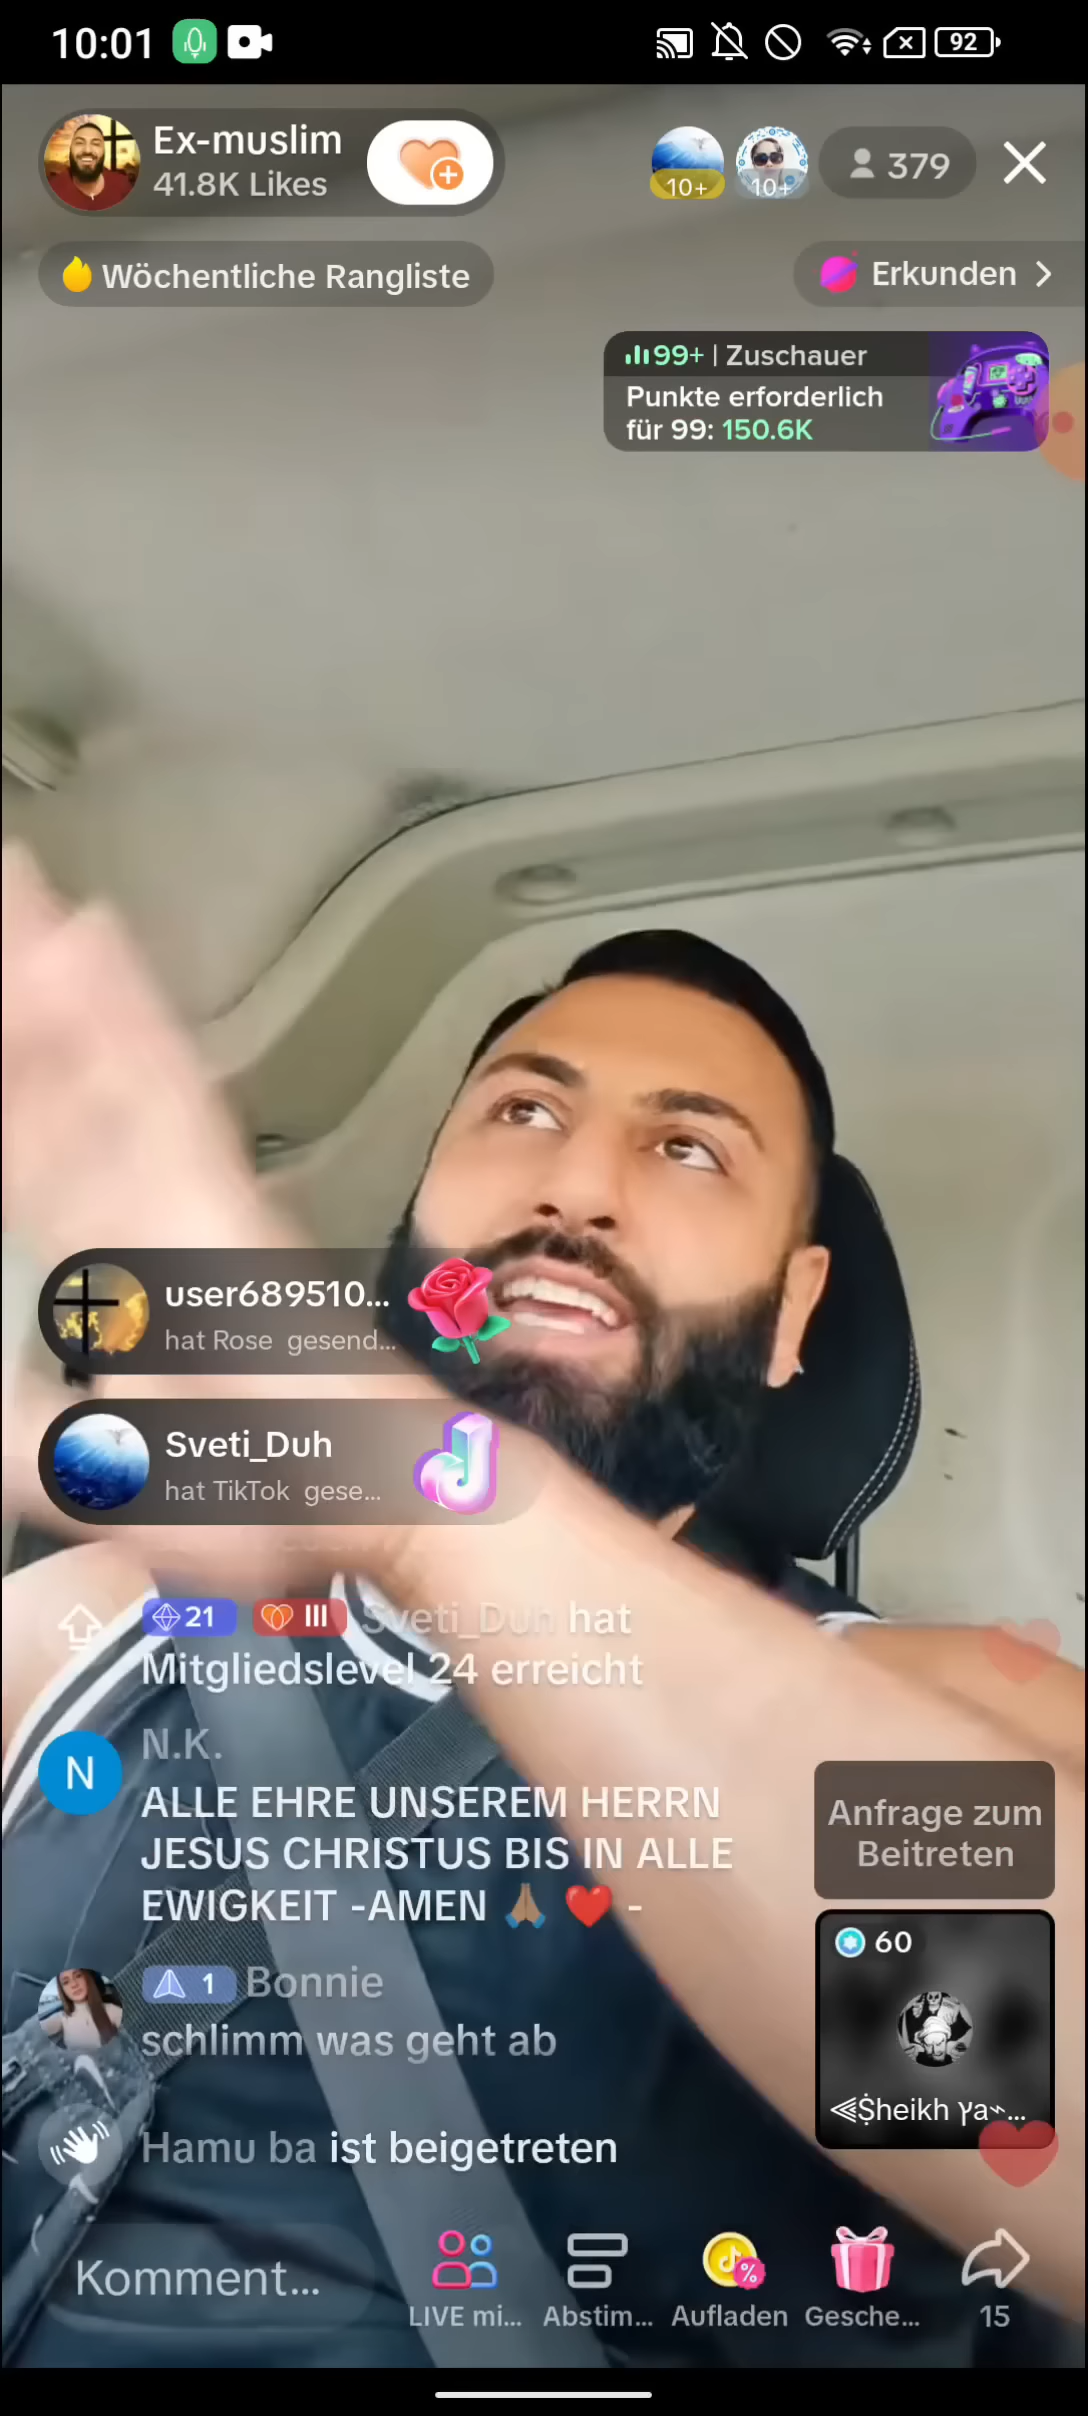 10:01
92
Ex-muslim
41.8K Likes
10+
10+
379
Wöchentliche Rangliste
Erkunden
99+ | Zuschauer
Punkte erforderlich
für 99: 150.6K
user689510...
hat Rose gesend...
Sveti_Duh
hat TikTok gese...
21 III Sveti_Duh hat
Mitgliedslevel 24 erreicht
N
N.K.
ALLE EHRE UNSEREM HERRN
JESUS CHRISTUS BIS IN ALLE
EWIGKEIT -AMEN 🙏🏽 ❤️ -
1 Bonnie
schlimm was geht ab
Hamu ba ist beigetreten
Anfrage zum
Beitreten
60
Komment...
LIVE mi...
Abstim...
Aufladen
Gesche...
15